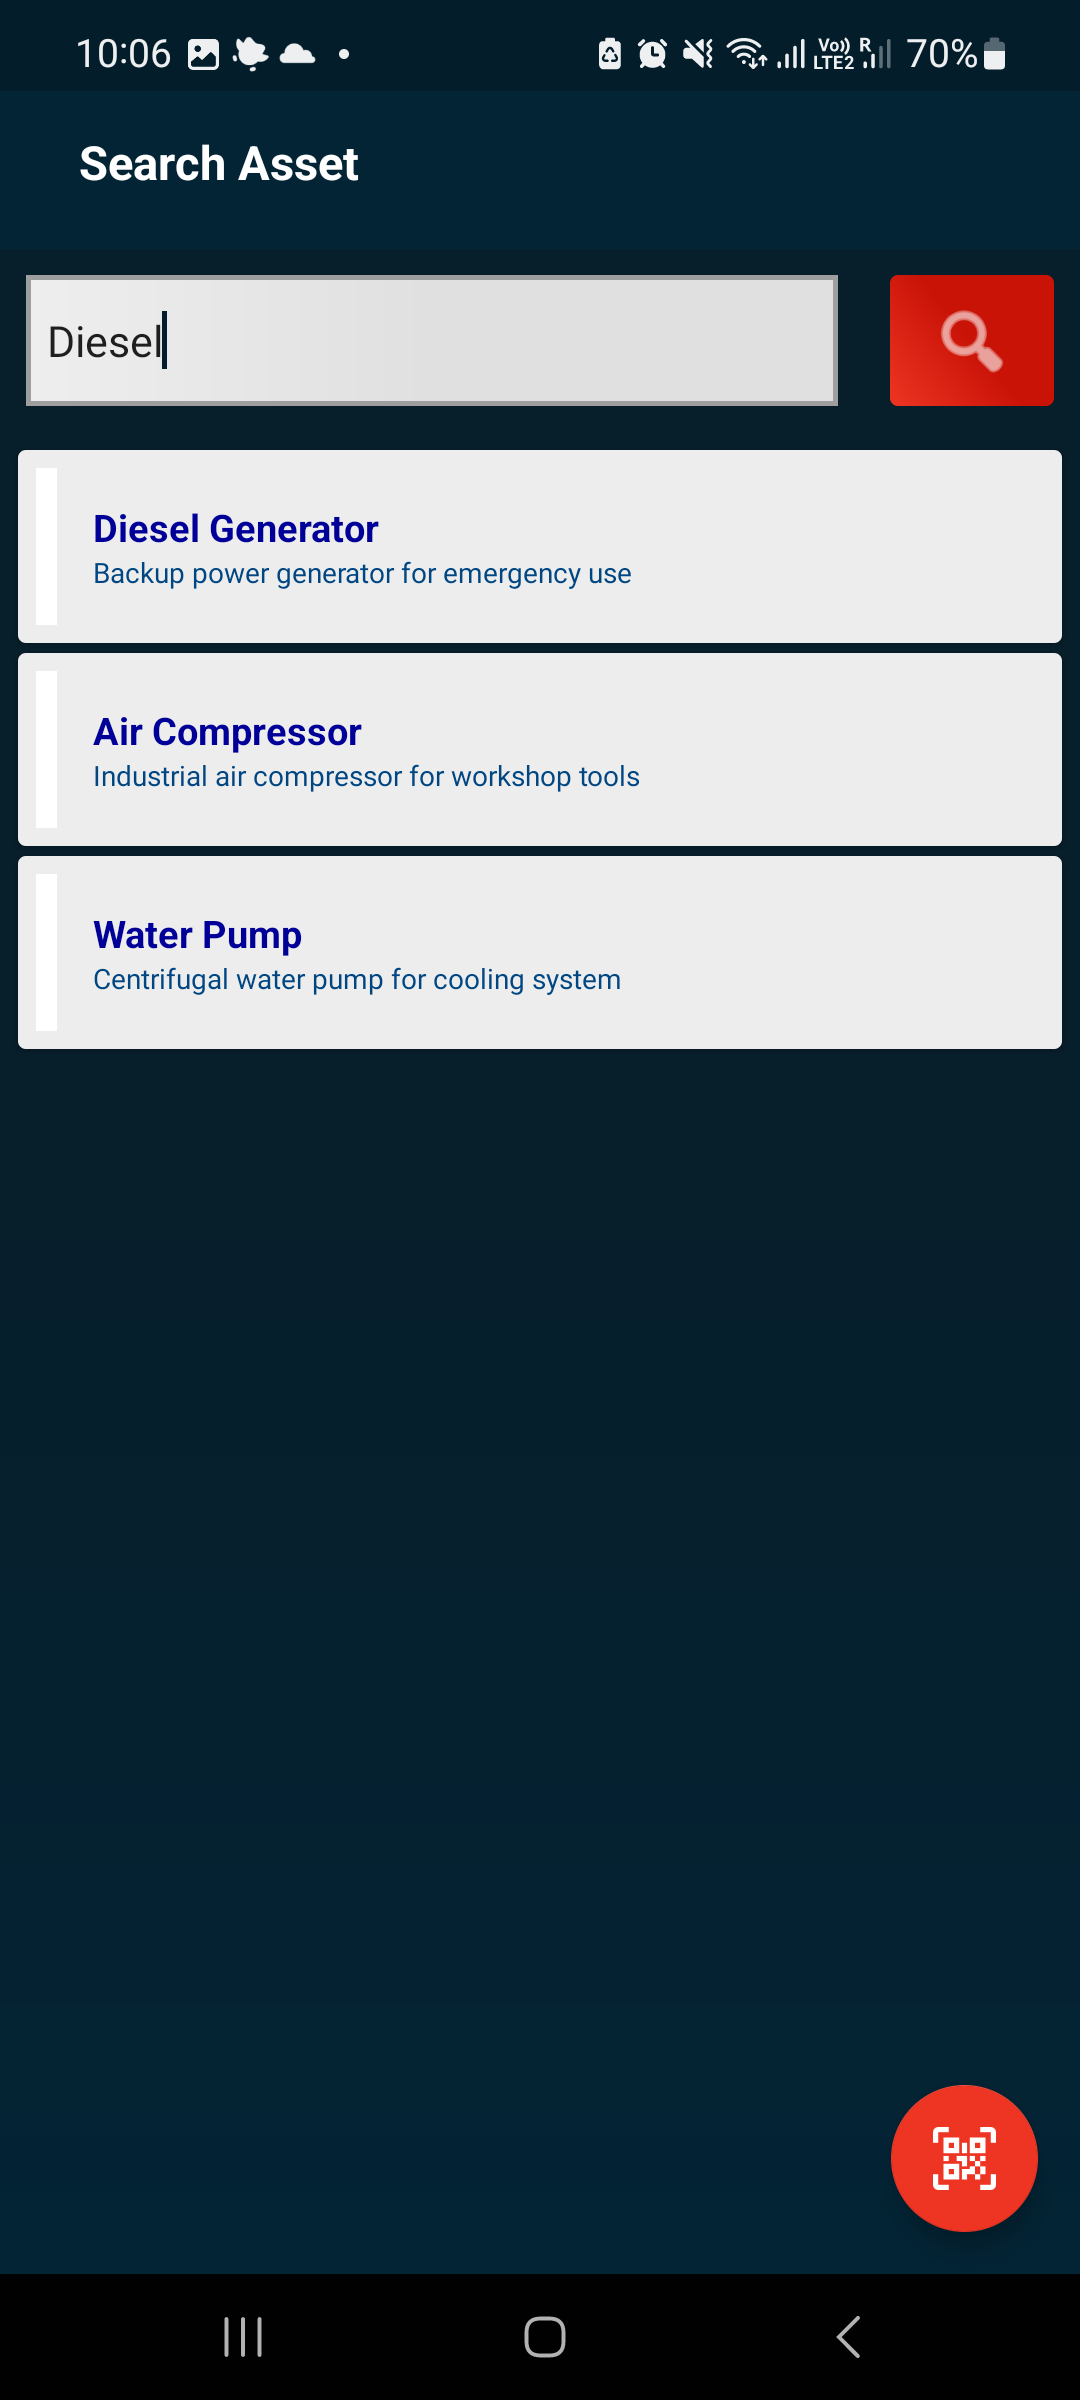 10:06
Vo)) R 70%
LTE2
Search Asset
Diesel
Diesel Generator
Backup power generator for emergency use
Air Compressor
Industrial air compressor for workshop tools
Water Pump
Centrifugal water pump for cooling system